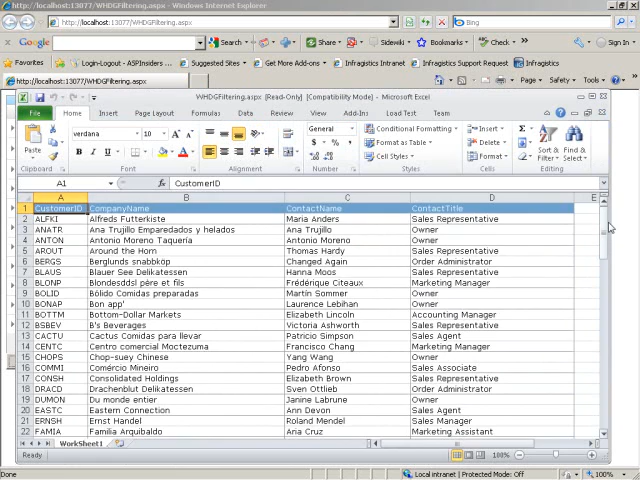 http://localhost:13077/WHDGFiltering.aspx - Windows Internet Explorer
http://localhost:13077/WHDGFiltering.aspx
Bing
Google Search Share Sidewiki Bookmarks Check Sign In
Favorites Login-Logout - ASPInsiders ... Suggested Sites Get More Add-ons Infragistics Intranet Infragistics Support Request Infragistics
http://localhost:13077/WHDGFiltering.aspx
Page Safety Tools
WHDGFiltering.aspx [Read-Only] [Compatibility Mode] - Microsoft Excel
File Home Insert Page Layout Formulas Data Review View Add-Ins Load Test Team
verdana 10 General Conditional Formatting Insert
Format as Table Delete
Paste Cell Styles Format Sort & Filter Find & Select
Clipboard Font Alignment Number Styles Cells Editing
A1 fx CustomerID
A B C D E
1 CustomerID CompanyName ContactName ContactTitle
2 ALFKI Alfreds Futterkiste Maria Anders Sales Representative
3 ANATR Ana Trujillo Emparedados y helados Ana Trujillo Owner
4 ANTON Antonio Moreno Taquería Antonio Moreno Owner
5 AROUT Around the Horn Thomas Hardy Sales Representative
6 BERGS Berglunds snabbköp Changed Again Order Administrator
7 BLAUS Blauer See Delikatessen Hanna Moos Sales Representative
8 BLONP Blondesddsl père et fils Frédérique Citeaux Marketing Manager
9 BOLID Bólido Comidas preparadas Martín Sommer Owner
10 BONAP Bon app' Laurence Lebihan Owner
11 BOTTM Bottom-Dollar Markets Elizabeth Lincoln Accounting Manager
12 BSBEV B's Beverages Victoria Ashworth Sales Representative
13 CACTU Cactus Comidas para llevar Patricio Simpson Sales Agent
14 CENTC Centro comercial Moctezuma Francisco Chang Marketing Manager
15 CHOPS Chop-suey Chinese Yang Wang Owner
16 COMMI Comércio Mineiro Pedro Afonso Sales Associate
17 CONSH Consolidated Holdings Elizabeth Brown Sales Representative
18 DRACD Drachenblut Delikatessen Sven Ottlieb Order Administrator
19 DUMON Du monde entier Janine Labrune Owner
20 EASTC Eastern Connection Ann Devon Sales Agent
21 ERNSH Ernst Handel Roland Mendel Sales Manager
22 FAMIA Familia Arquibaldo Aria Cruz Marketing Assistant
WorkSheet1
Ready 100%
Done Local intranet | Protected Mode: Off 100%